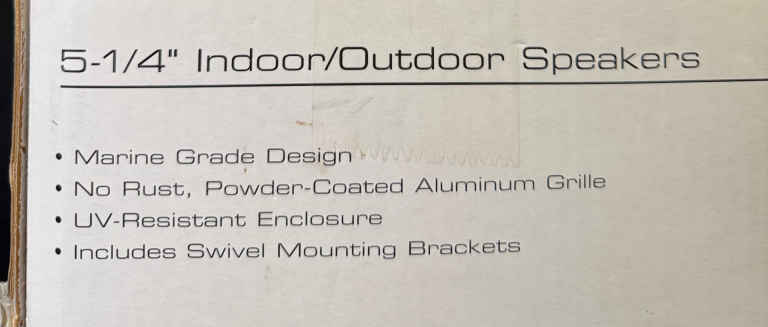 5-1/4" Indoor/Outdoor Speakers
• Marine Grade Design
• No Rust, Powder-Coated Aluminum Grille
• UV-Resistant Enclosure
• Includes Swivel Mounting Brackets